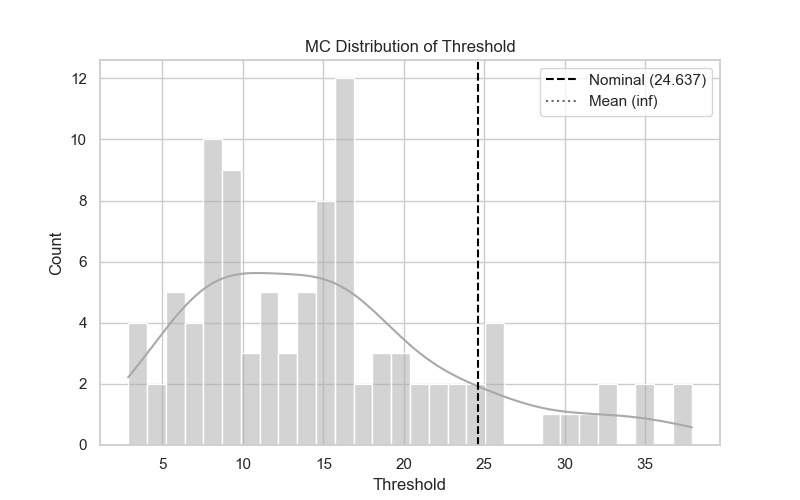 MC Distribution of Threshold
Nominal (24.637)
Mean (inf)
Count
12
10
8
6
4
2
0
5 10 15 20 25 30 35
Threshold